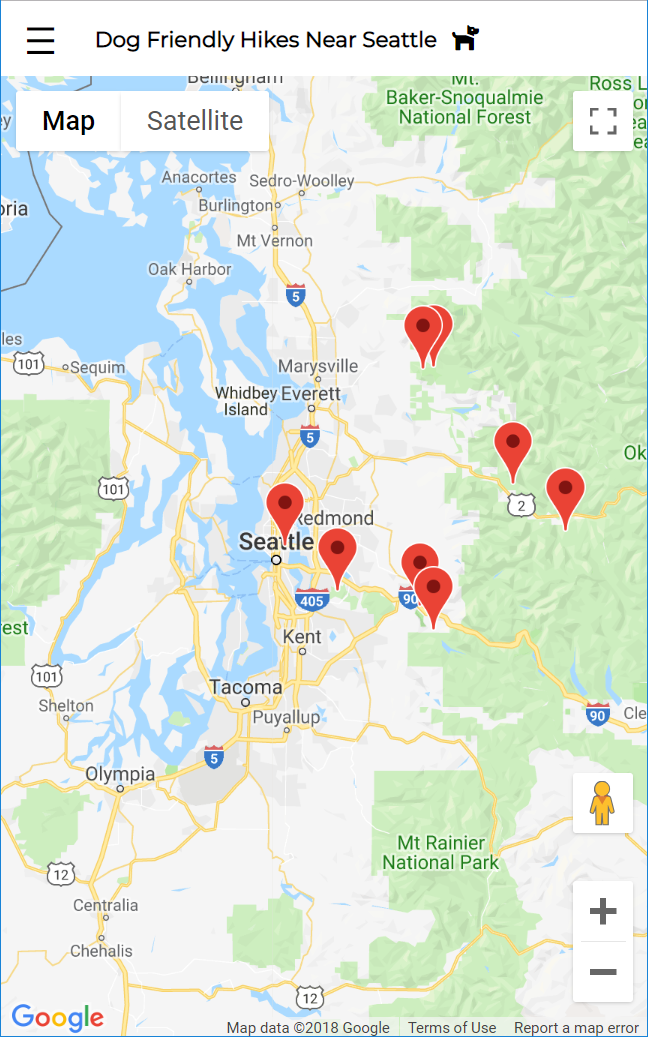 Dog Friendly Hikes Near Seattle
Bellingham
Mt.
Baker-Snoqualmie
National Forest
Ross L
Map
Satellite
Anacortes
Sedro-Woolley
Burlington
Mt Vernon
oria
Oak Harbor
5
les
101
Sequim
Marysville
Whidbey
Island
Everett
5
Ok
101
2
Redmond
Seattle
405
90
est
Kent
101
Tacoma
Shelton
Puyallup
90
Cle
5
Olympia
Mt Rainier
National Park
12
Centralia
Chehalis
12
Google
Map data ©2018 Google
Terms of Use
Report a map error